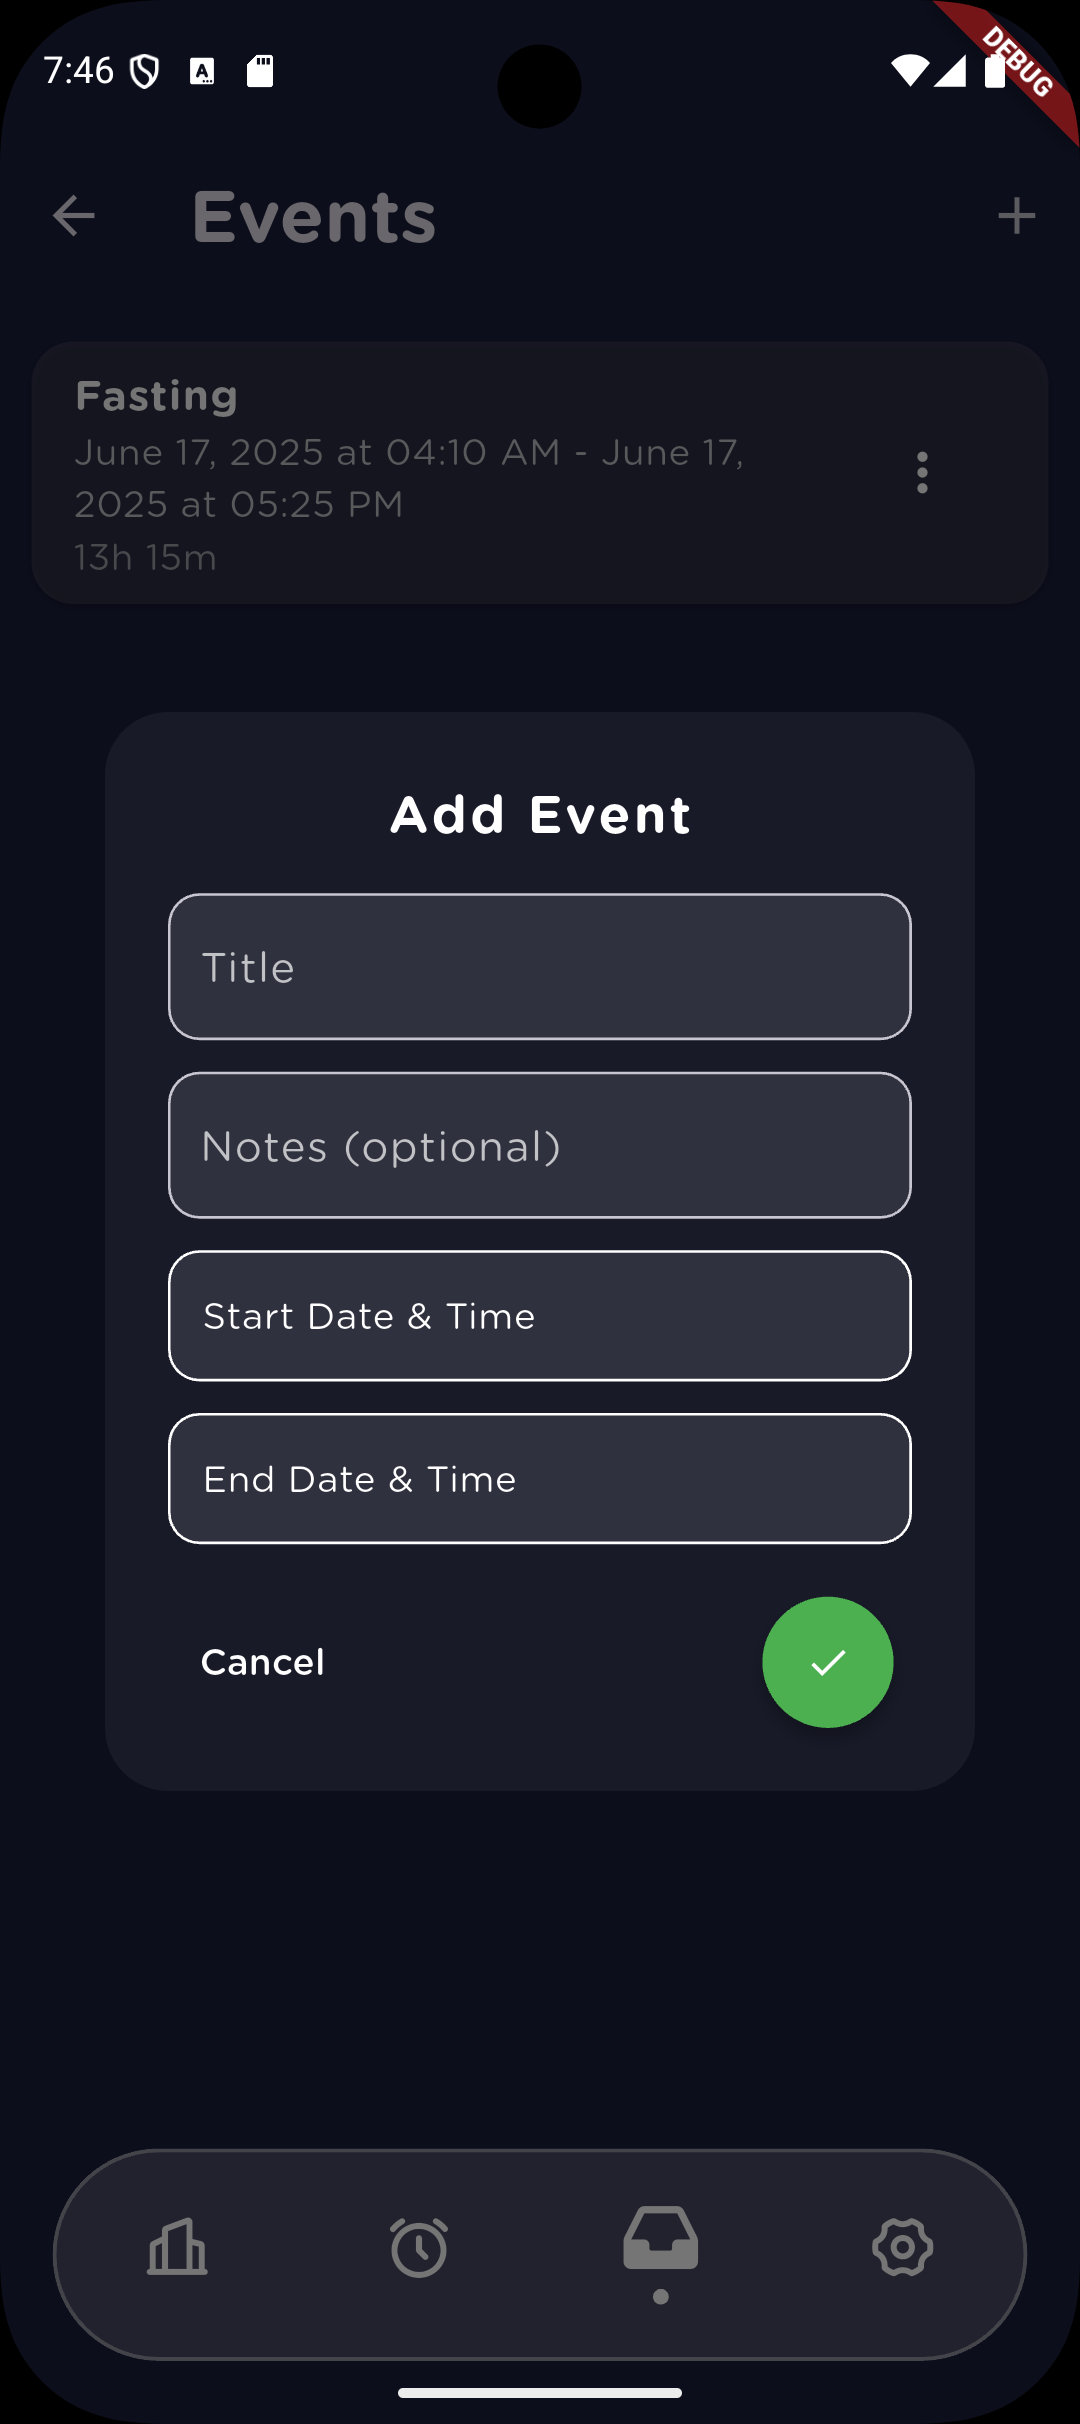 7:46
DEBUG
Events
Fasting
June 17, 2025 at 04:10 AM - June 17,
2025 at 05:25 PM
13h 15m
Add Event
Title
Notes (optional)
Start Date & Time
End Date & Time
Cancel